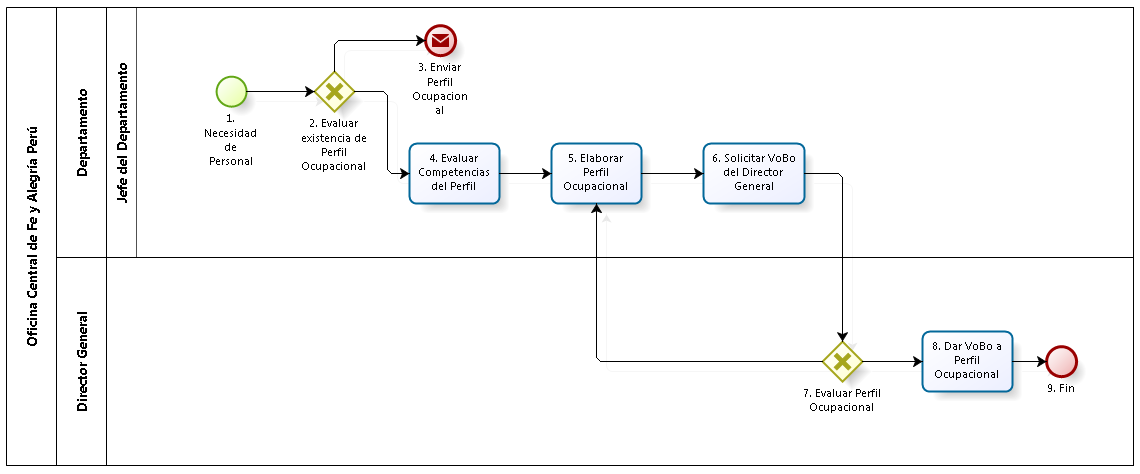 Oficina Central de Fe y Alegría Perú
Departamento
Jefe del Departamento
1.
Necesidad
de
Personal
2. Evaluar
existencia de
Perfil
Ocupacional
3. Enviar
Perfil
Ocupacion
al
4. Evaluar
Competencias
del Perfil
5. Elaborar
Perfil
Ocupacional
6. Solicitar VoBo
del Director
General
Director General
7. Evaluar Perfil
Ocupacional
8. Dar VoBo a
Perfil
Ocupacional
9. Fin